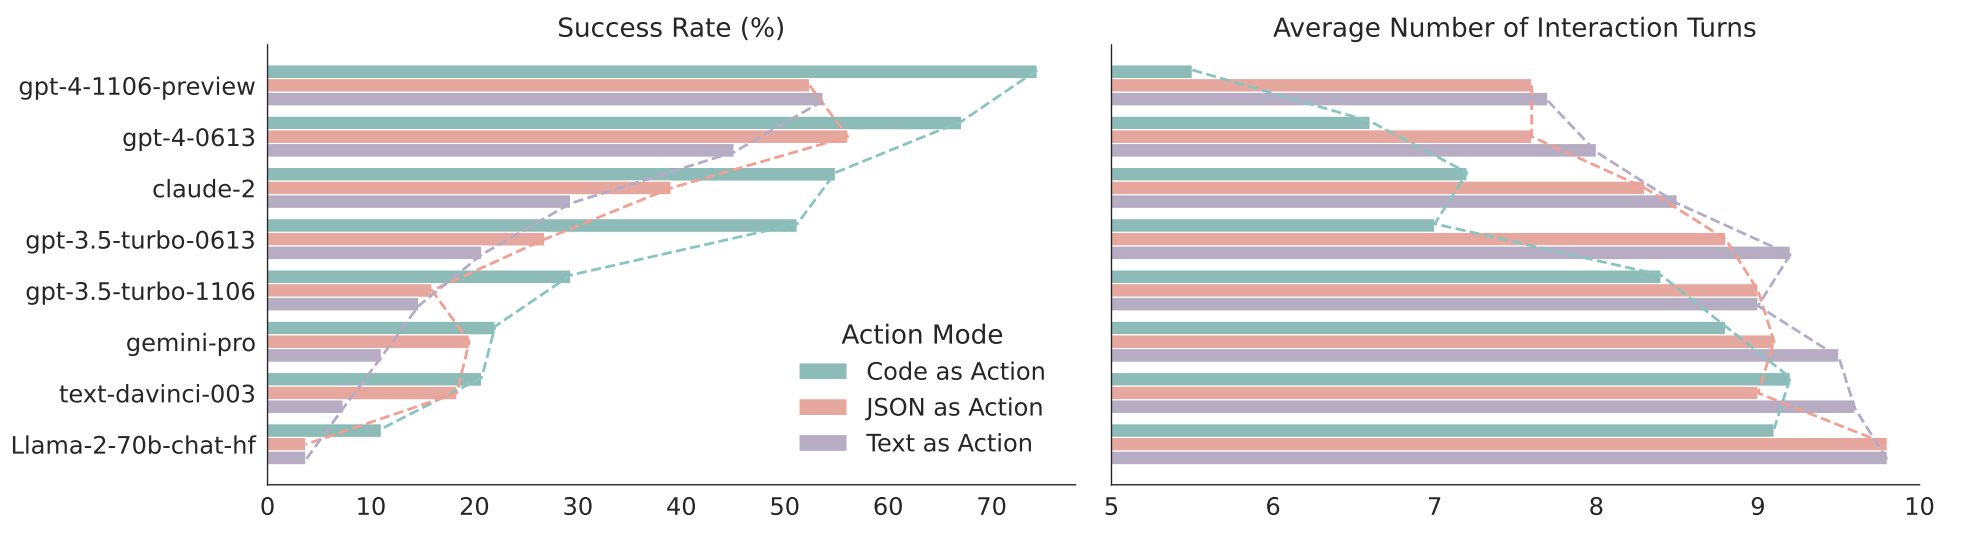 Success Rate (%)
gpt-4-1106-preview
gpt-4-0613
claude-2
gpt-3.5-turbo-0613
gpt-3.5-turbo-1106
gemini-pro
text-davinci-003
Llama-2-70b-chat-hf
0 10 20 30 40 50 60 70
Action Mode
Code as Action
JSON as Action
Text as Action
Average Number of Interaction Turns
5 6 7 8 9 10